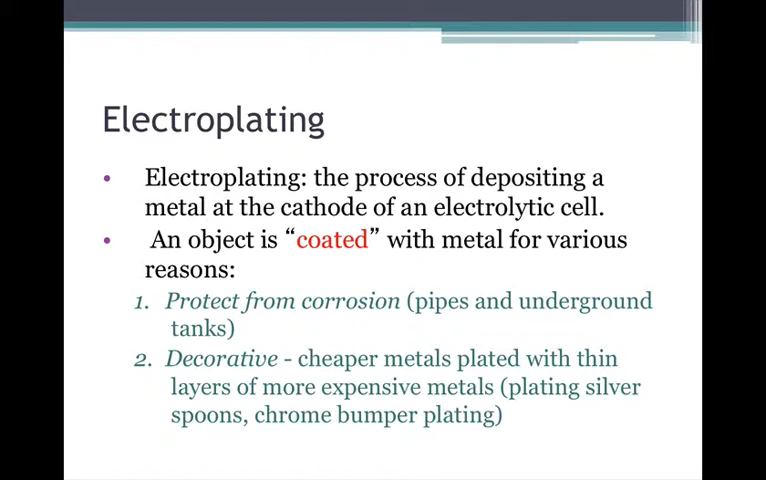 Electroplating
• Electroplating: the process of depositing a
metal at the cathode of an electrolytic cell.
• An object is “coated” with metal for various
reasons:
1. Protect from corrosion (pipes and underground
tanks)
2. Decorative - cheaper metals plated with thin
layers of more expensive metals (plating silver
spoons, chrome bumper plating)